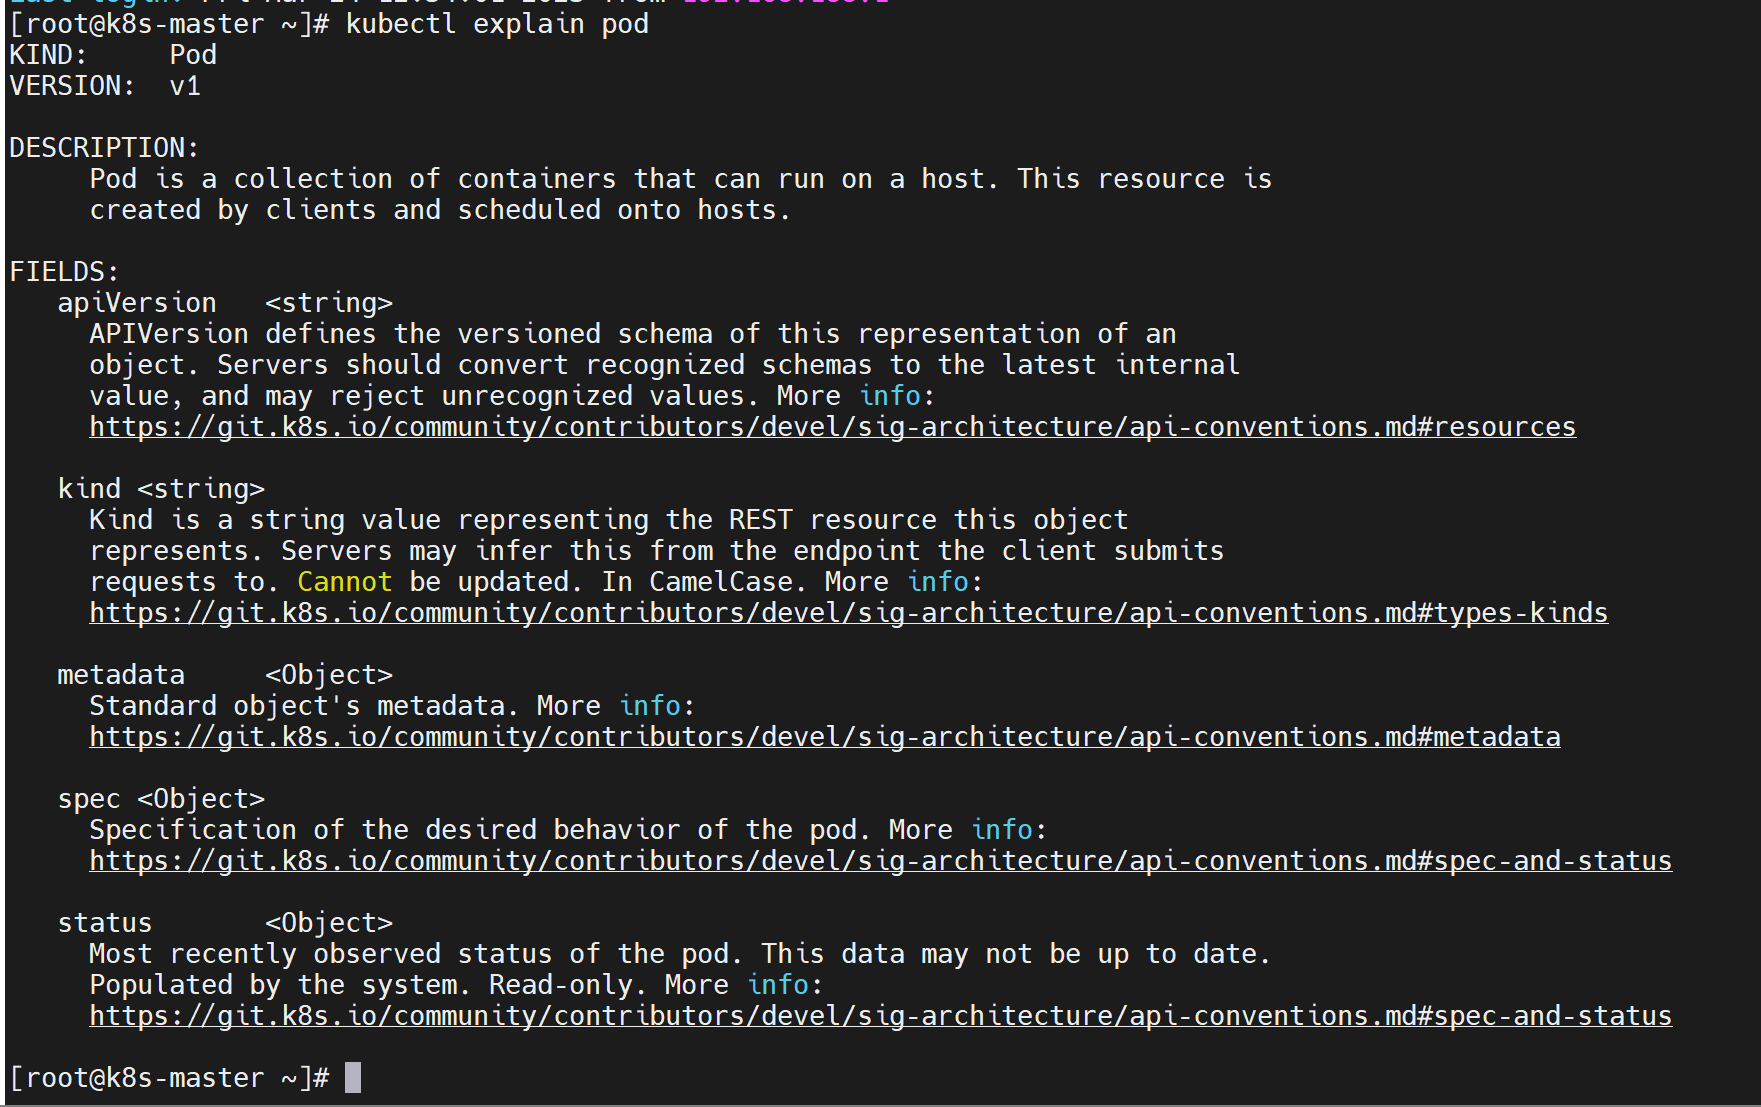 [root@k8s-master ~]# kubectl explain pod
KIND:     Pod
VERSION:  v1

DESCRIPTION:
     Pod is a collection of containers that can run on a host. This resource is
     created by clients and scheduled onto hosts.

FIELDS:
   apiVersion   <string>
     APIVersion defines the versioned schema of this representation of an
     object. Servers should convert recognized schemas to the latest internal
     value, and may reject unrecognized values. More info:
     https://git.k8s.io/community/contributors/devel/sig-architecture/api-conventions.md#resources

   kind <string>
     Kind is a string value representing the REST resource this object
     represents. Servers may infer this from the endpoint the client submits
     requests to. Cannot be updated. In CamelCase. More info:
     https://git.k8s.io/community/contributors/devel/sig-architecture/api-conventions.md#types-kinds

   metadata     <Object>
     Standard object's metadata. More info:
     https://git.k8s.io/community/contributors/devel/sig-architecture/api-conventions.md#metadata

   spec <Object>
     Specification of the desired behavior of the pod. More info:
     https://git.k8s.io/community/contributors/devel/sig-architecture/api-conventions.md#spec-and-status

   status       <Object>
     Most recently observed status of the pod. This data may not be up to date.
     Populated by the system. Read-only. More info:
     https://git.k8s.io/community/contributors/devel/sig-architecture/api-conventions.md#spec-and-status

[root@k8s-master ~]#